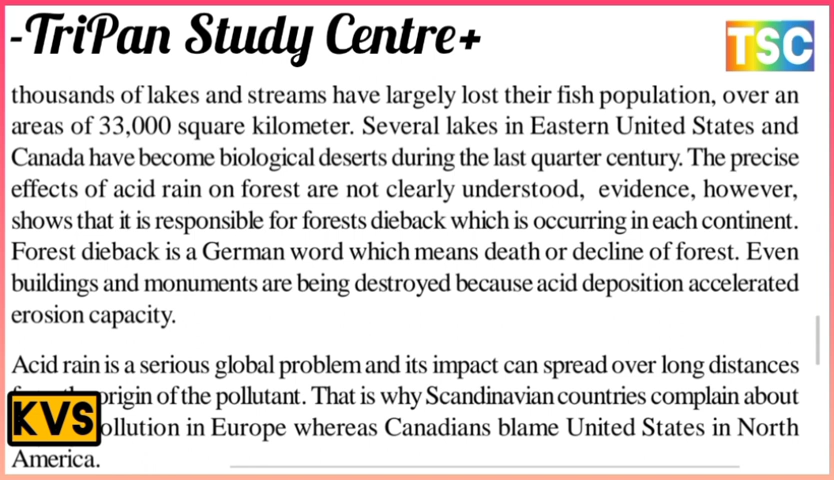 -TriPan Study Centre+
TSC
thousands of lakes and streams have largely lost their fish population, over an
areas of 33,000 square kilometer. Several lakes in Eastern United States and
Canada have become biological deserts during the last quarter century. The precise
effects of acid rain on forest are not clearly understood, evidence, however,
shows that it is responsible for forests dieback which is occurring in each continent.
Forest dieback is a German word which means death or decline of forest. Even
buildings and monuments are being destroyed because acid deposition accelerated
erosion capacity.
Acid rain is a serious global problem and its impact can spread over long distances
origin of the pollutant. That is why Scandinavian countries complain about
KVS
ollution in Europe whereas Canadians blame United States in North
America.